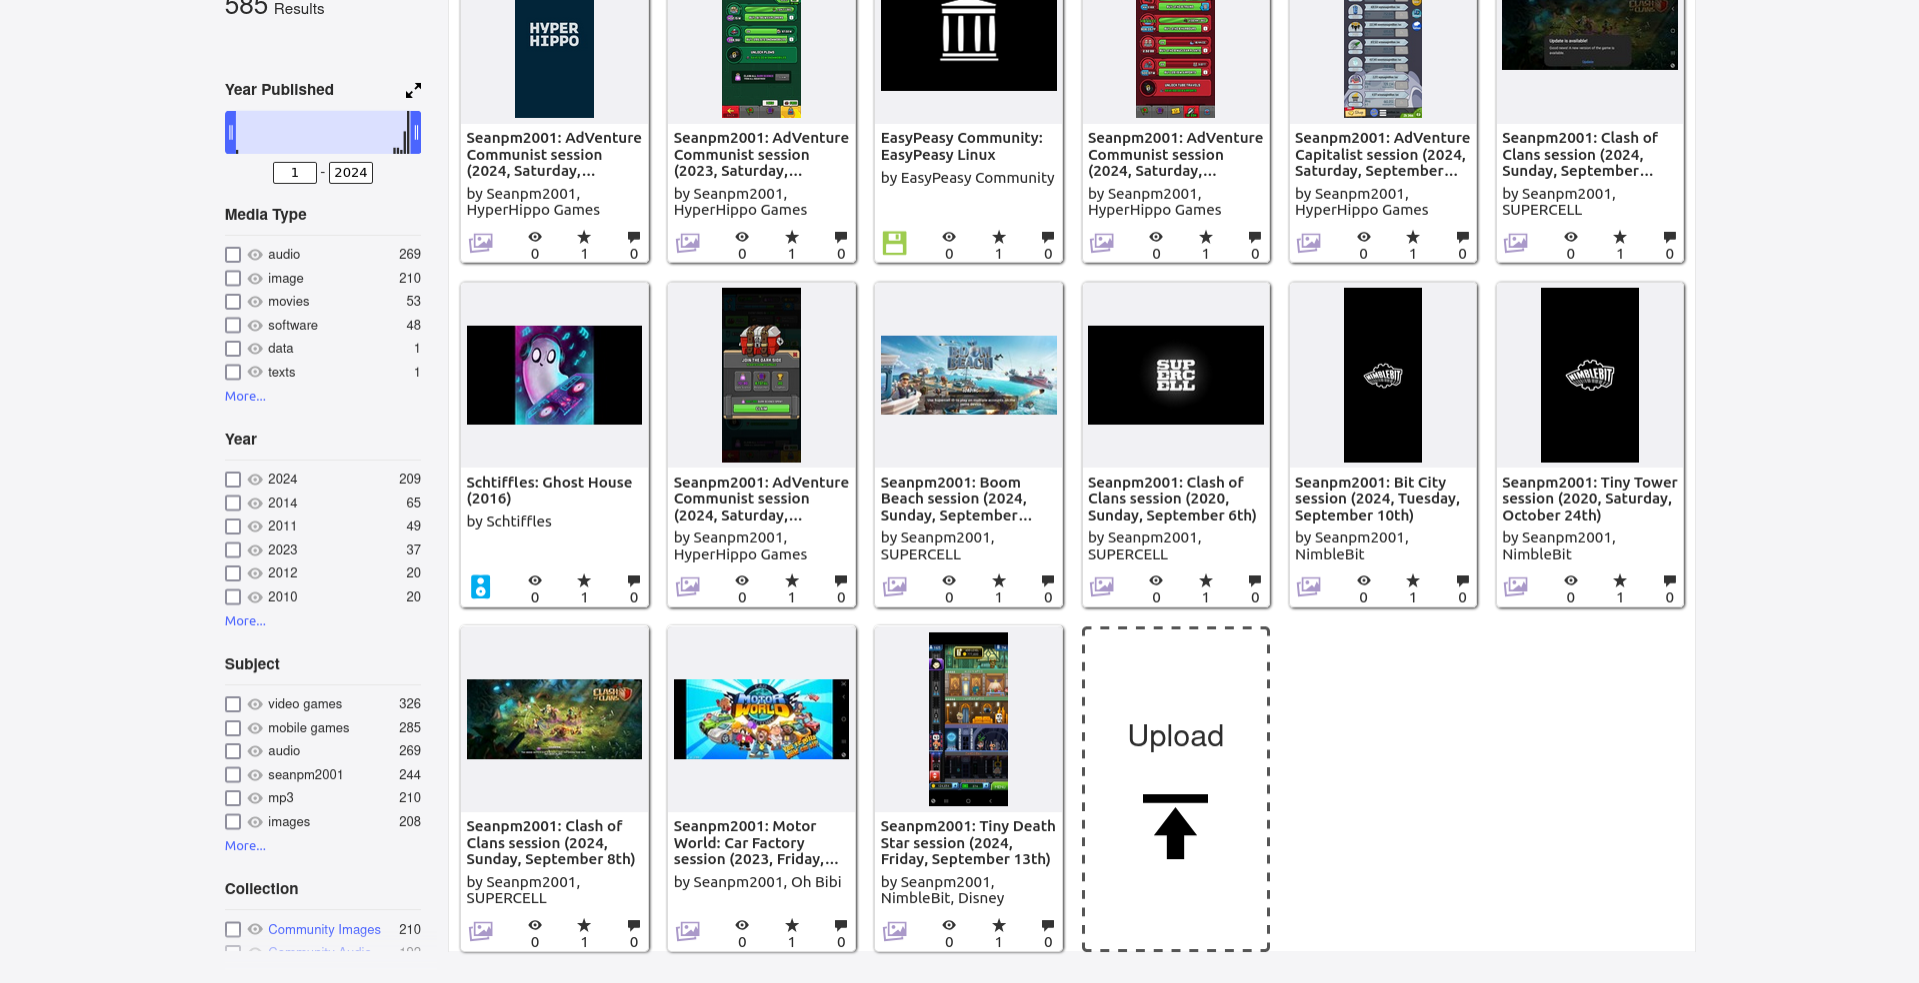 585 Results
Year Published
1 - 2024
Media Type
audio 269
image 210
movies 53
software 48
data 1
texts 1
More...
Year
2024 209
2014 65
2011 49
2023 37
2012 20
2010 20
More...
Subject
video games 326
mobile games 285
audio 269
seanpm2001 244
mp3 210
images 208
More...
Collection
Community Images 210
HYPER
HIPPO
Seanpm2001: AdVenture
Communist session
(2024, Saturday,...
by Seanpm2001,
HyperHippo Games
0 1 0
Seanpm2001: AdVenture
Communist session
(2023, Saturday,...
by Seanpm2001,
HyperHippo Games
0 1 0
EasyPeasy Community:
EasyPeasy Linux
by EasyPeasy Community
0 1 0
Seanpm2001: AdVenture
Communist session
(2024, Saturday,...
by Seanpm2001,
HyperHippo Games
0 1 0
Seanpm2001: AdVenture
Capitalist session (2024,
Saturday, September...
by Seanpm2001,
HyperHippo Games
0 1 0
Seanpm2001: Clash of
Clans session (2024,
Sunday, September...
by Seanpm2001,
SUPERCELL
0 1 0
Schtiffles: Ghost House
(2016)
by Schtiffles
0 1 0
JOIN THE DARK SIDE
Seanpm2001: AdVenture
Communist session
(2024, Saturday,...
by Seanpm2001,
HyperHippo Games
0 1 0
BOOM
BEACH
Seanpm2001: Boom
Beach session (2024,
Sunday, September...
by Seanpm2001,
SUPERCELL
0 1 0
SUP
ERC
ELL
Seanpm2001: Clash of
Clans session (2020,
Sunday, September 6th)
by Seanpm2001,
SUPERCELL
0 1 0
NIMBLEBIT
Seanpm2001: Bit City
session (2024, Tuesday,
September 10th)
by Seanpm2001,
NimbleBit
0 1 0
NIMBLEBIT
Seanpm2001: Tiny Tower
session (2020, Saturday,
October 24th)
by Seanpm2001,
NimbleBit
0 1 0
CLASH
OF CLANS
Seanpm2001: Clash of
Clans session (2024,
Sunday, September 8th)
by Seanpm2001,
SUPERCELL
0 1 0
MOTOR
WORLD
Seanpm2001: Motor
World: Car Factory
session (2023, Friday,...
by Seanpm2001, Oh Bibi
0 1 0
Seanpm2001: Tiny Death
Star session (2024,
Friday, September 13th)
by Seanpm2001,
NimbleBit, Disney
0 1 0
Upload